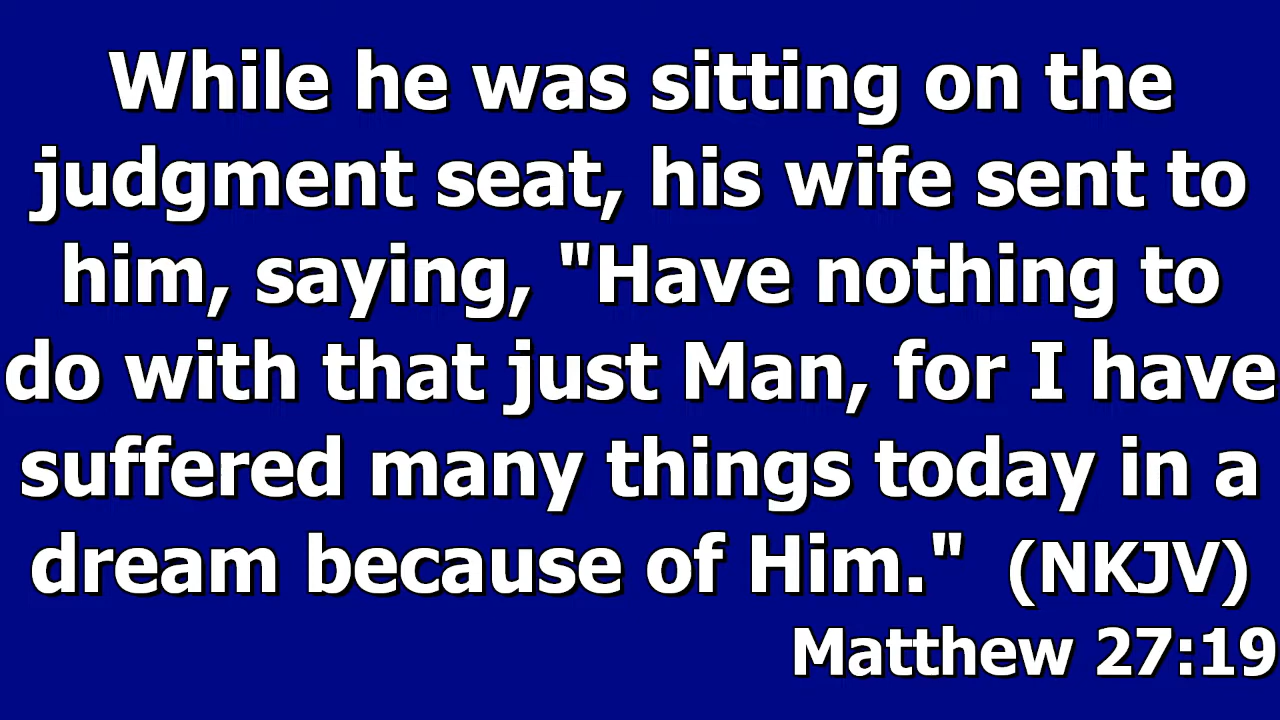 While he was sitting on the
judgment seat, his wife sent to
him, saying, "Have nothing to
do with that just Man, for I have
suffered many things today in a
dream because of Him."  (NKJV)
Matthew 27:19